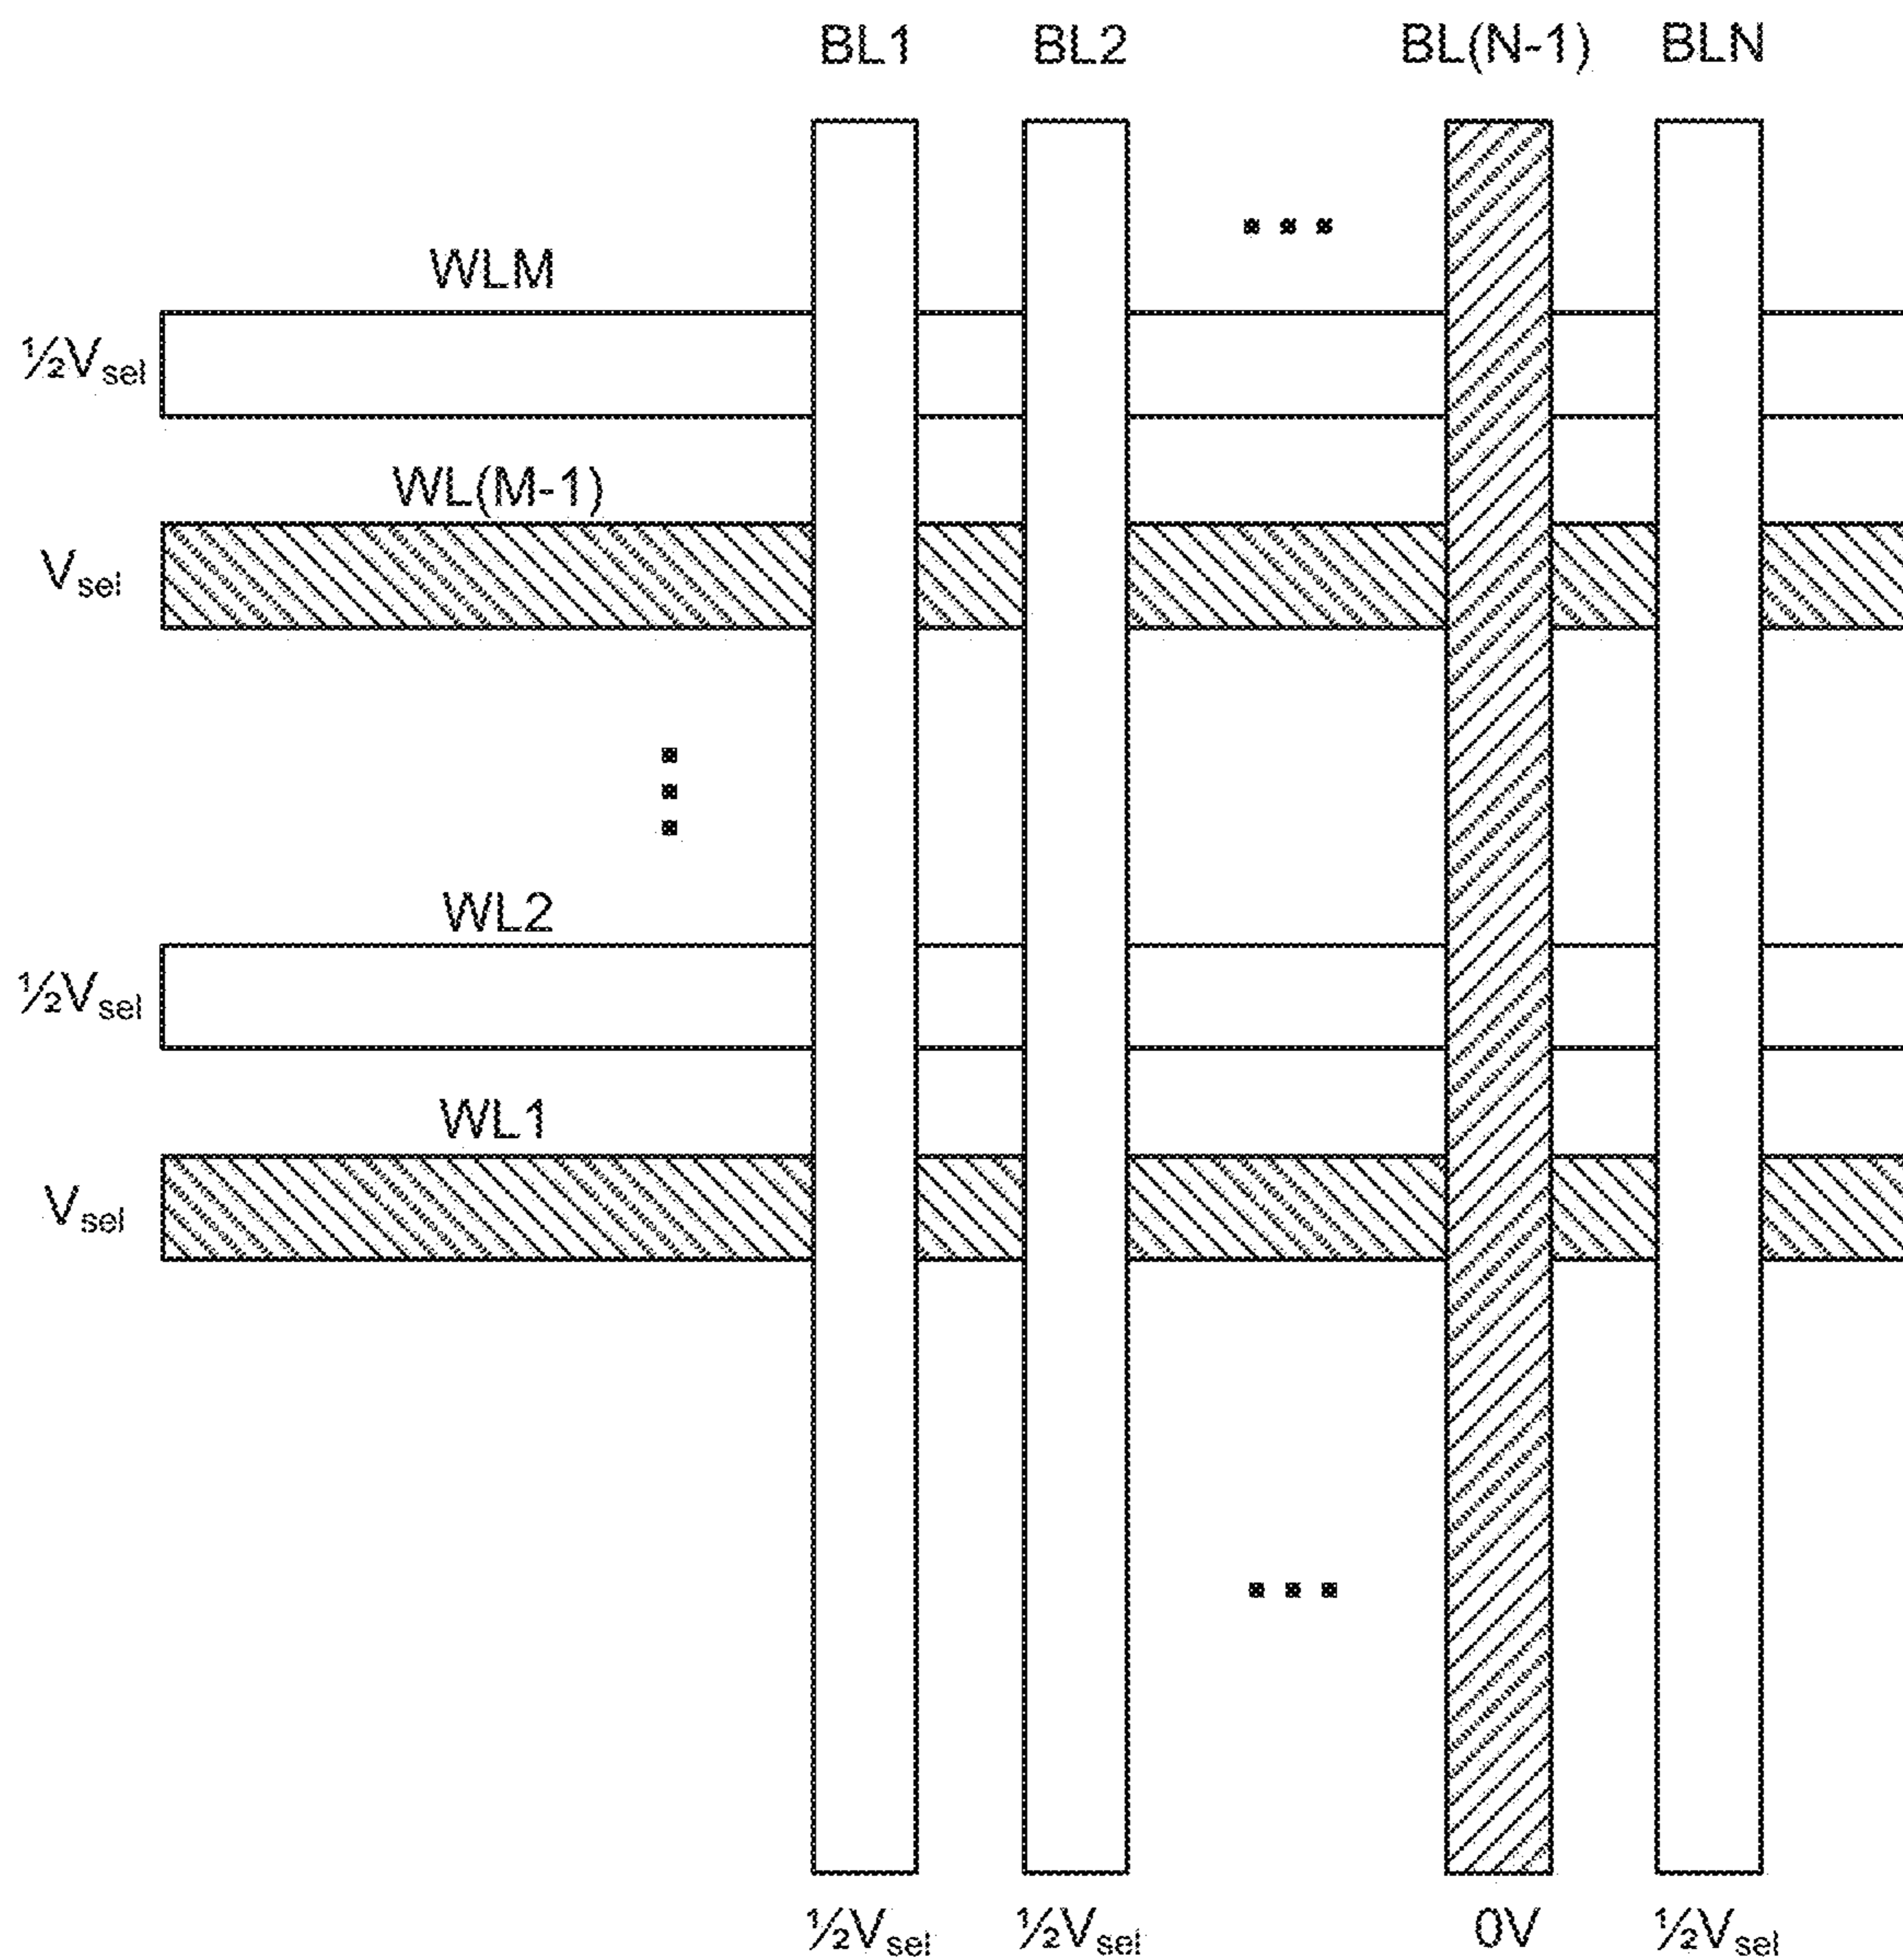 BL1 BL2 BL(N-1) BLN
WLM
½Vsel
WL(M-1)
Vsel
WL2
½Vsel
WL1
Vsel
½Vsel ½Vsel 0V ½Vsel